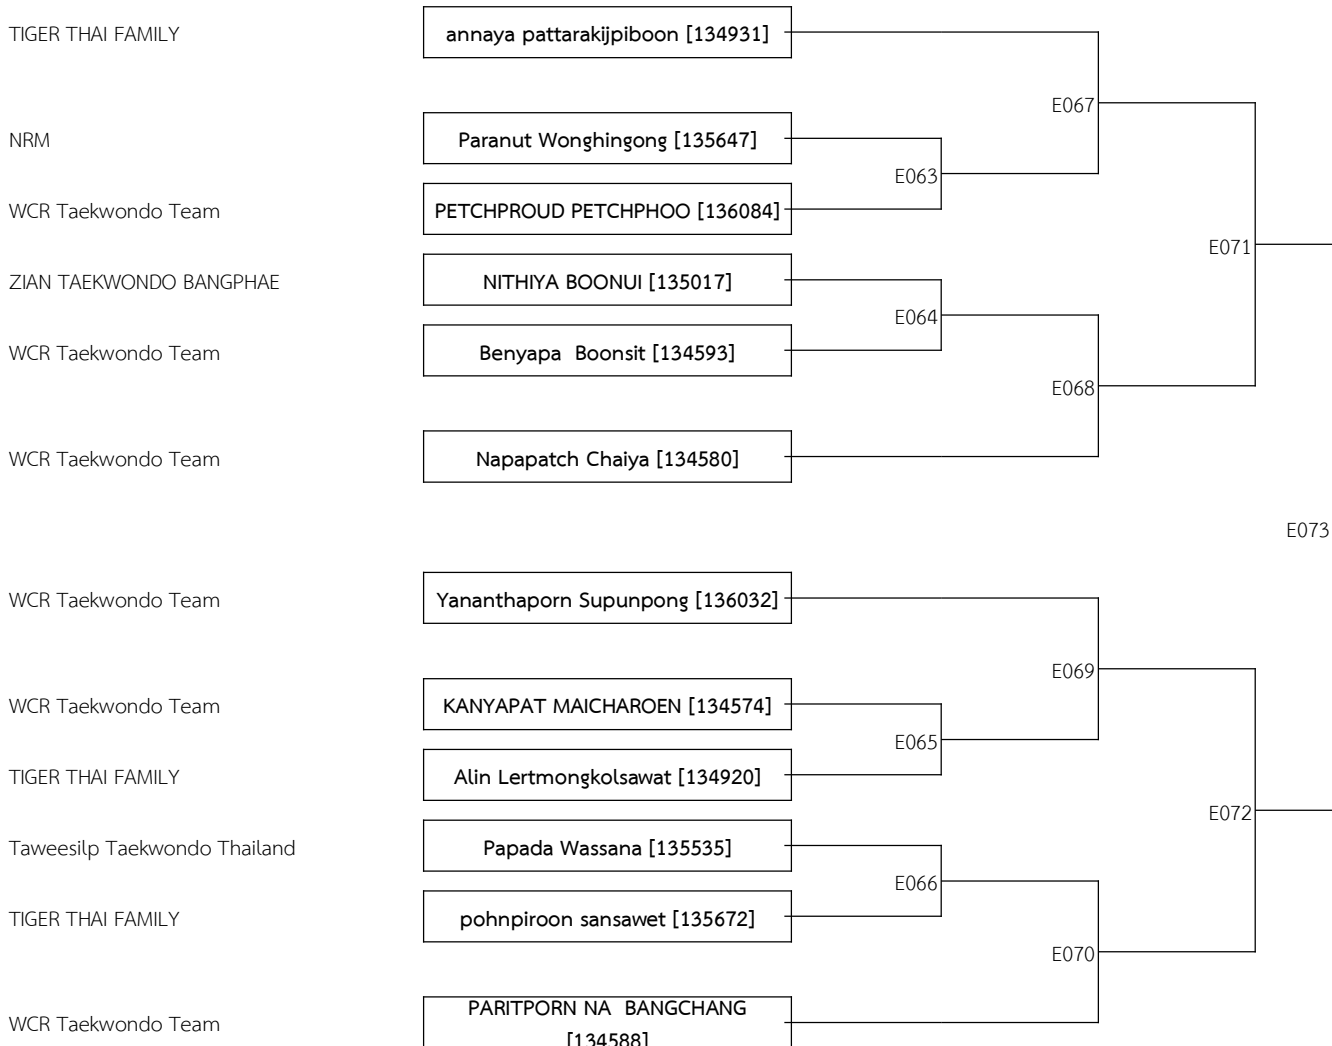 TIGER THAI FAMILY
annaya pattarakijpiboon [134931]
E067
NRM
Paranut Wonghingong [135647]
E063
WCR Taekwondo Team
PETCHPROUD PETCHPHOO [136084]
E071
ZIAN TAEKWONDO BANGPHAE
NITHIYA BOONUI [135017]
E064
WCR Taekwondo Team
Benyapa  Boonsit [134593]
E068
WCR Taekwondo Team
Napapatch Chaiya [134580]
E073
WCR Taekwondo Team
Yananthaporn Supunpong [136032]
E069
WCR Taekwondo Team
KANYAPAT MAICHAROEN [134574]
E065
TIGER THAI FAMILY
Alin Lertmongkolsawat [134920]
E072
Taweesilp Taekwondo Thailand
Papada Wassana [135535]
E066
TIGER THAI FAMILY
pohnpiroon sansawet [135672]
E070
WCR Taekwondo Team
PARITPORN NA  BANGCHANG
[134588]